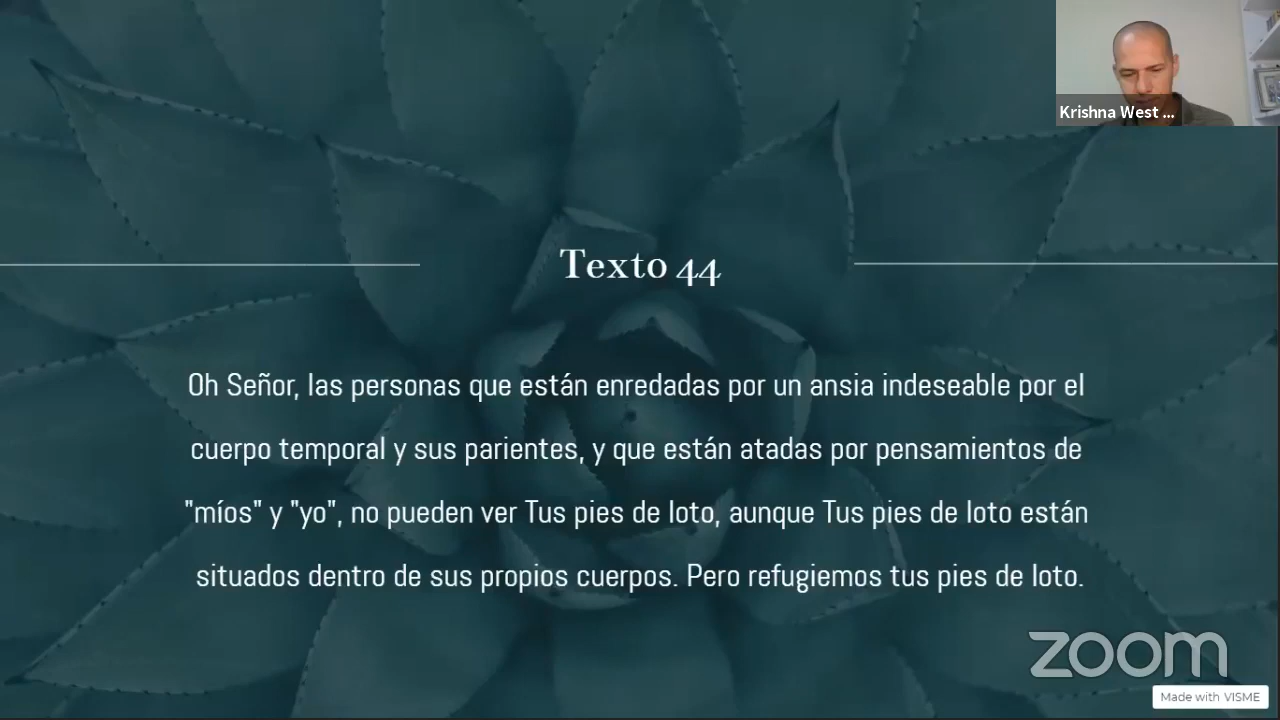 Krishna West ...
Texto 44
Oh Señor, las personas que están enredadas por un ansia indeseable por el
cuerpo temporal y sus parientes, y que están atadas por pensamientos de
"míos" y "yo", no pueden ver Tus pies de loto, aunque Tus pies de loto están
situados dentro de sus propios cuerpos. Pero refugiemos tus pies de loto.
zoom
Made with VISME